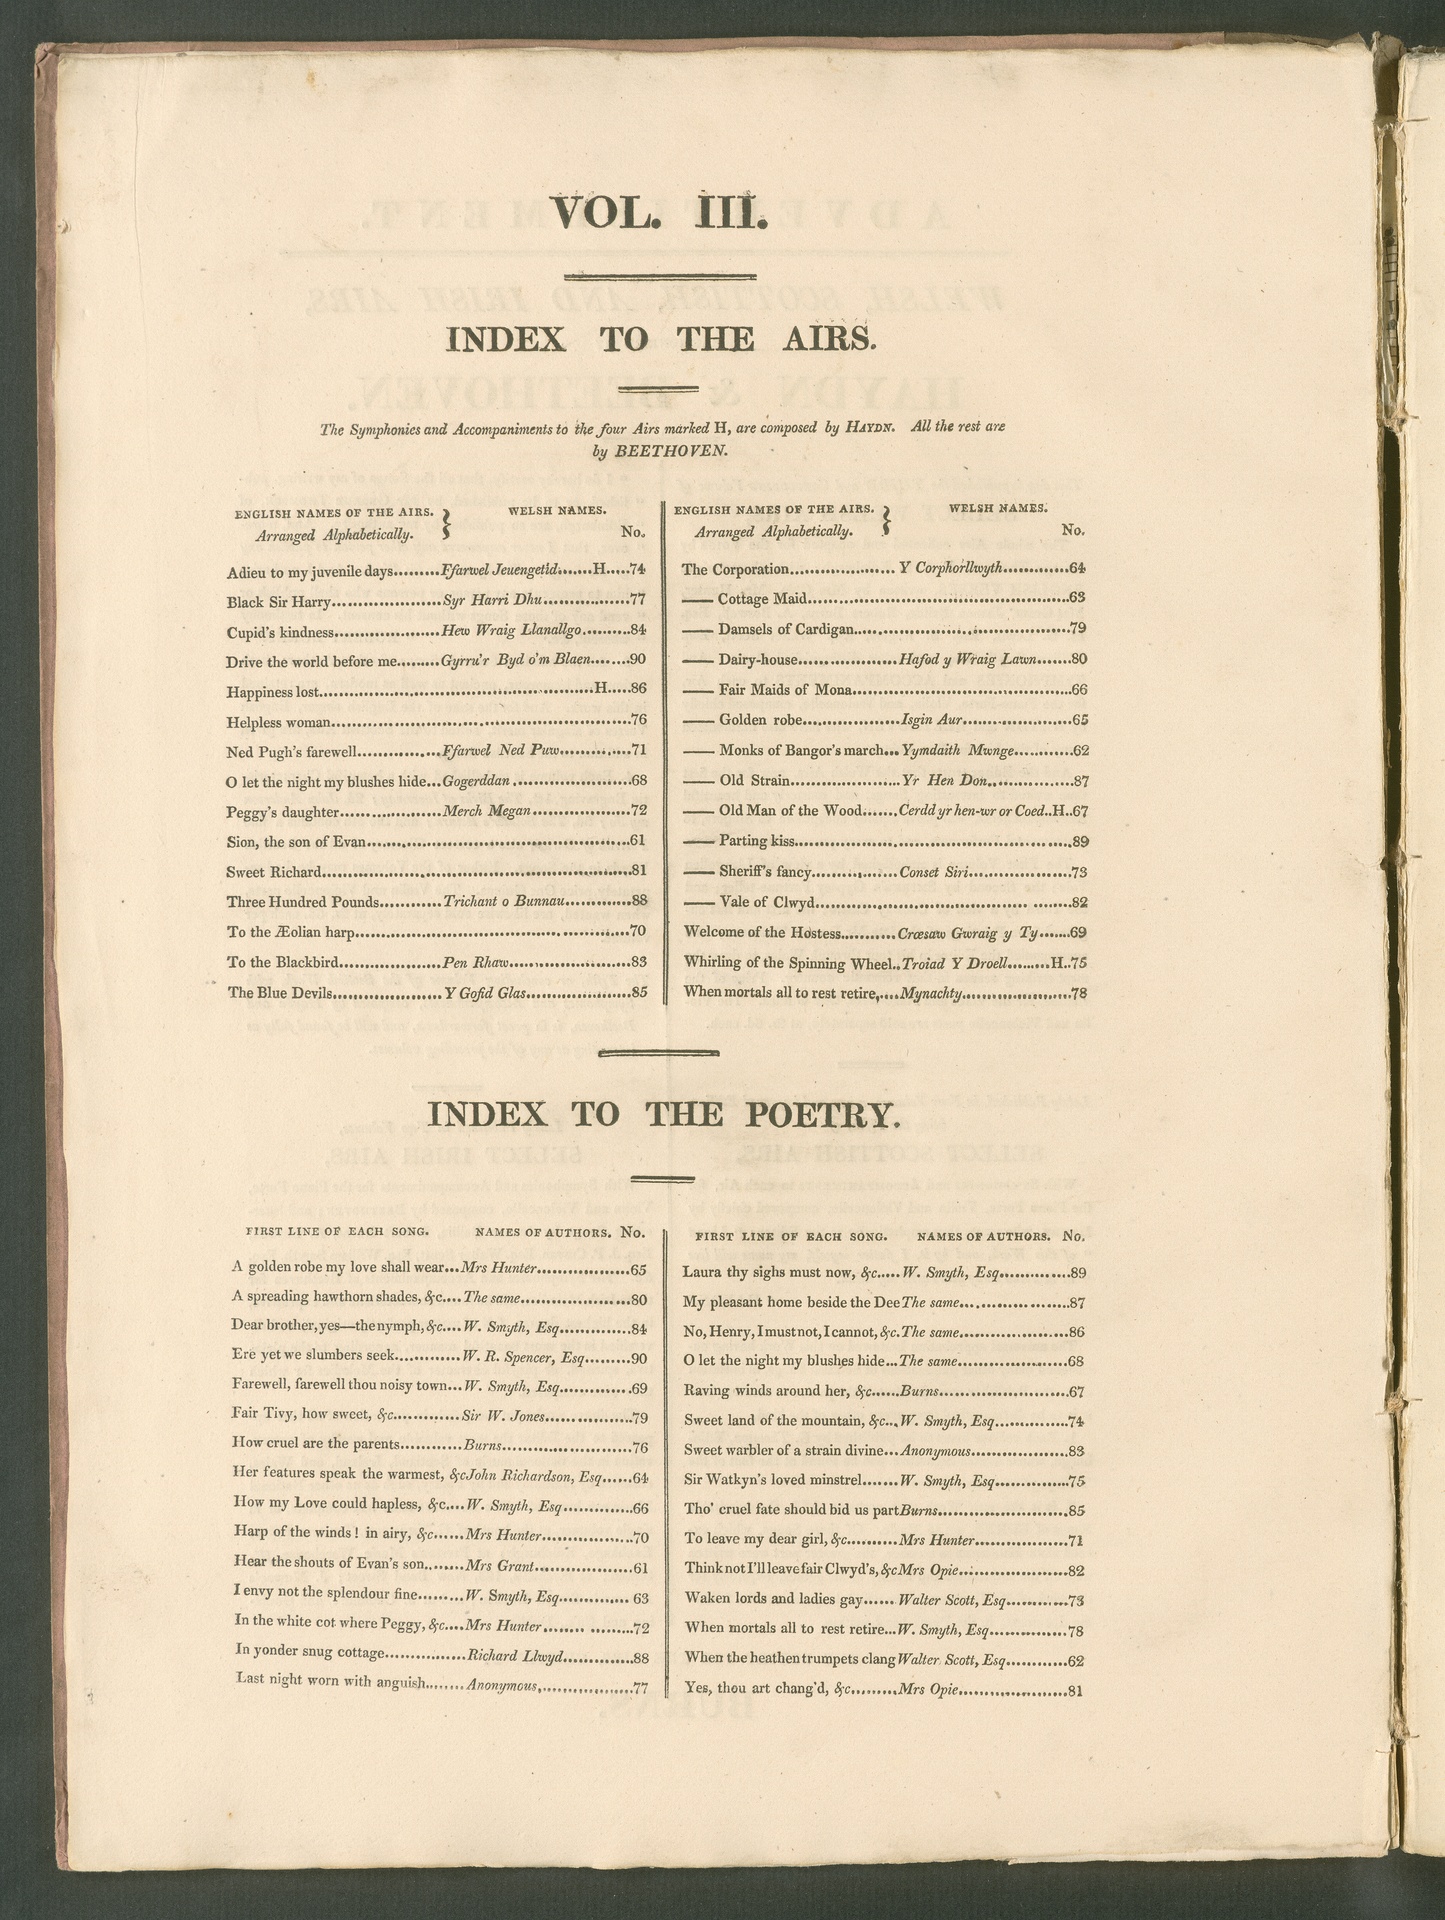 VOL. III.
INDEX TO THE AIRS.
The Symphonies and Accompaniments to the four Airs marked H, are composed by HAYDN. All the rest are
by BEETHOVEN.
ENGLISH NAMES OF THE AIRS. } WELSH NAMES.
Arranged Alphabetically. No.
Adieu to my juvenile days.........Ffarwel Jeuengetid.......H.....74
Black Sir Harry.....................Syr Harri Dhu................77
Cupid's kindness....................Hew Wraig Llanallgo.........84
Drive the world before me........Gyrru'r Byd o'm Blaen.......90
Happiness lost....................................................H.....86
Helpless woman.........................................................76
Ned Pugh's farewell................Ffarwel Ned Puw.............71
O let the night my blushes hide...Gogerddan......................68
Peggy's daughter...................Merch Megan..................72
Sion, the son of Evan..................................................61
Sweet Richard...........................................................81
Three Hundred Pounds...........Trichant o Bunnau............88
To the Æolian harp.....................................................70
To the Blackbird...................Pen Rhaw.......................83
The Blue Devils.....................Y Gofid Glas....................85
ENGLISH NAMES OF THE AIRS. } WELSH NAMES.
Arranged Alphabetically. No.
The Corporation.................... Y Corphorllwyth............64
—— Cottage Maid..................................................63
—— Damsels of Cardigan.........................................79
—— Dairy-house...................Hafod y Wraig Lawn.......80
—— Fair Maids of Mona..........................................66
—— Golden robe..................Isgin Aur.....................65
—— Monks of Bangor's march...Yymdaith Mwnge...........62
—— Old Strain.....................Yr Hen Don...............87
—— Old Man of the Wood.......Cerdd yr hen-wr or Coed..H..67
—— Parting kiss...................................................89
—— Sheriff's fancy................Conset Siri...................73
—— Vale of Clwyd.................................................82
Welcome of the Hostess..........Crœsaw Gwraig y Ty.......69
Whirling of the Spinning Wheel..Troiad Y Droell........H..75
When mortals all to rest retire,....Mynachty....................78
INDEX TO THE POETRY.
FIRST LINE OF EACH SONG. NAMES OF AUTHORS. No.
A golden robe my love shall wear...Mrs Hunter.................65
A spreading hawthorn shades, &c....The same....................80
Dear brother, yes—the nymph, &c....W. Smyth, Esq.............84
Ere yet we slumbers seek............W. R. Spencer, Esq.........90
Farewell, farewell thou noisy town...W. Smyth, Esq............69
Fair Tivy, how sweet, &c............Sir W. Jones................79
How cruel are the parents............Burns........................76
Her features speak the warmest, &cJohn Richardson, Esq......64
How my Love could hapless, &c....W. Smyth, Esq.............66
Harp of the winds! in airy, &c......Mrs Hunter.................70
Hear the shouts of Evan's son........Mrs Grant..................61
I envy not the splendour fine.........W. Smyth, Esq............. 63
In the white cot where Peggy, &c....Mrs Hunter........ .........72
In yonder snug cottage................Richard Llwyd.............88
Last night worn with anguish........Anonymous..................77
FIRST LINE OF EACH SONG. NAMES OF AUTHORS. No.
Laura thy sighs must now, &c.....W. Smyth, Esq.............89
My pleasant home beside the DeeThe same....................87
No, Henry, I must not, I cannot, &c.The same...................86
O let the night my blushes hide...The same....................68
Raving winds around her, &c......Burns........................67
Sweet land of the mountain, &c...W. Smyth, Esq.............74
Sweet warbler of a strain divine...Anonymous..................83
Sir Watkyn's loved minstrel.......W. Smyth, Esq.............75
Tho' cruel fate should bid us partBurns........................85
To leave my dear girl, &c..........Mrs Hunter.................71
Think not I'll leave fair Clwyd's, &cMrs Opie....................82
Waken lords and ladies gay......Walter Scott, Esq...........73
When mortals all to rest retire...W. Smyth, Esq..............78
When the heathen trumpets clangWalter Scott, Esq...........62
Yes, thou art chang'd, &c.........Mrs Opie....................81